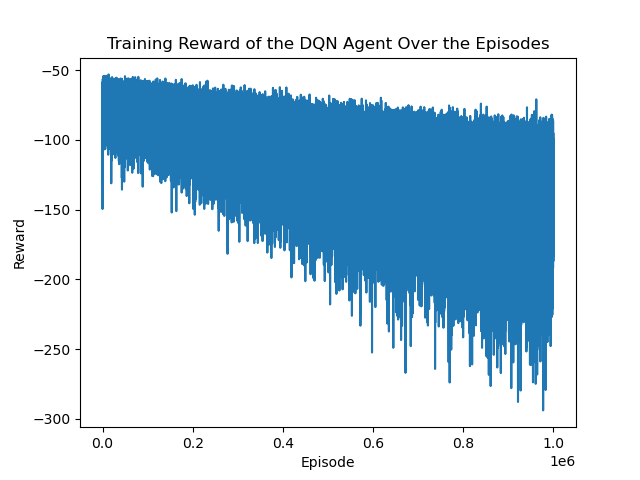 Training Reward of the DQN Agent Over the Episodes
−50
−100
−150
−200
−250
−300
Reward
0.0 0.2 0.4 0.6 0.8 1.0
1e6
Episode